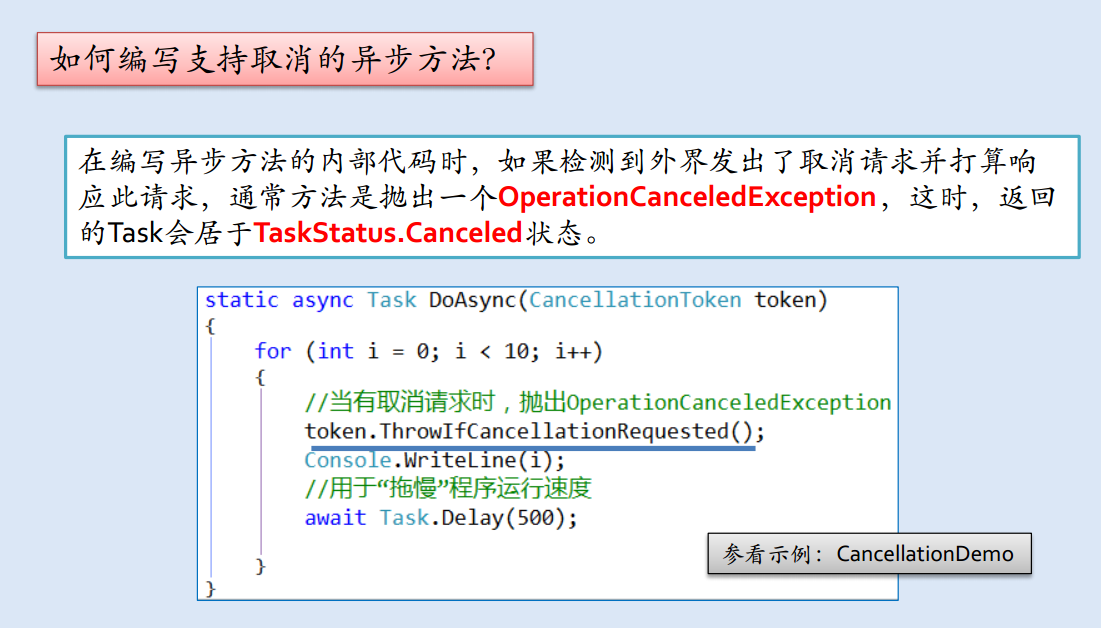 如何编写支持取消的异步方法？
在编写异步方法的内部代码时，如果检测到外界发出了取消请求并打算响
应此请求，通常方法是抛出一个OperationCanceledException，这时，返回
的Task会居于TaskStatus.Canceled状态。
static async Task DoAsync(CancellationToken token)
{
for (int i = 0; i < 10; i++)
{
//当有取消请求时，抛出OperationCanceledException
token.ThrowIfCancellationRequested();
Console.WriteLine(i);
//用于“拖慢”程序运行速度
await Task.Delay(500);
}
}
参看示例：CancellationDemo